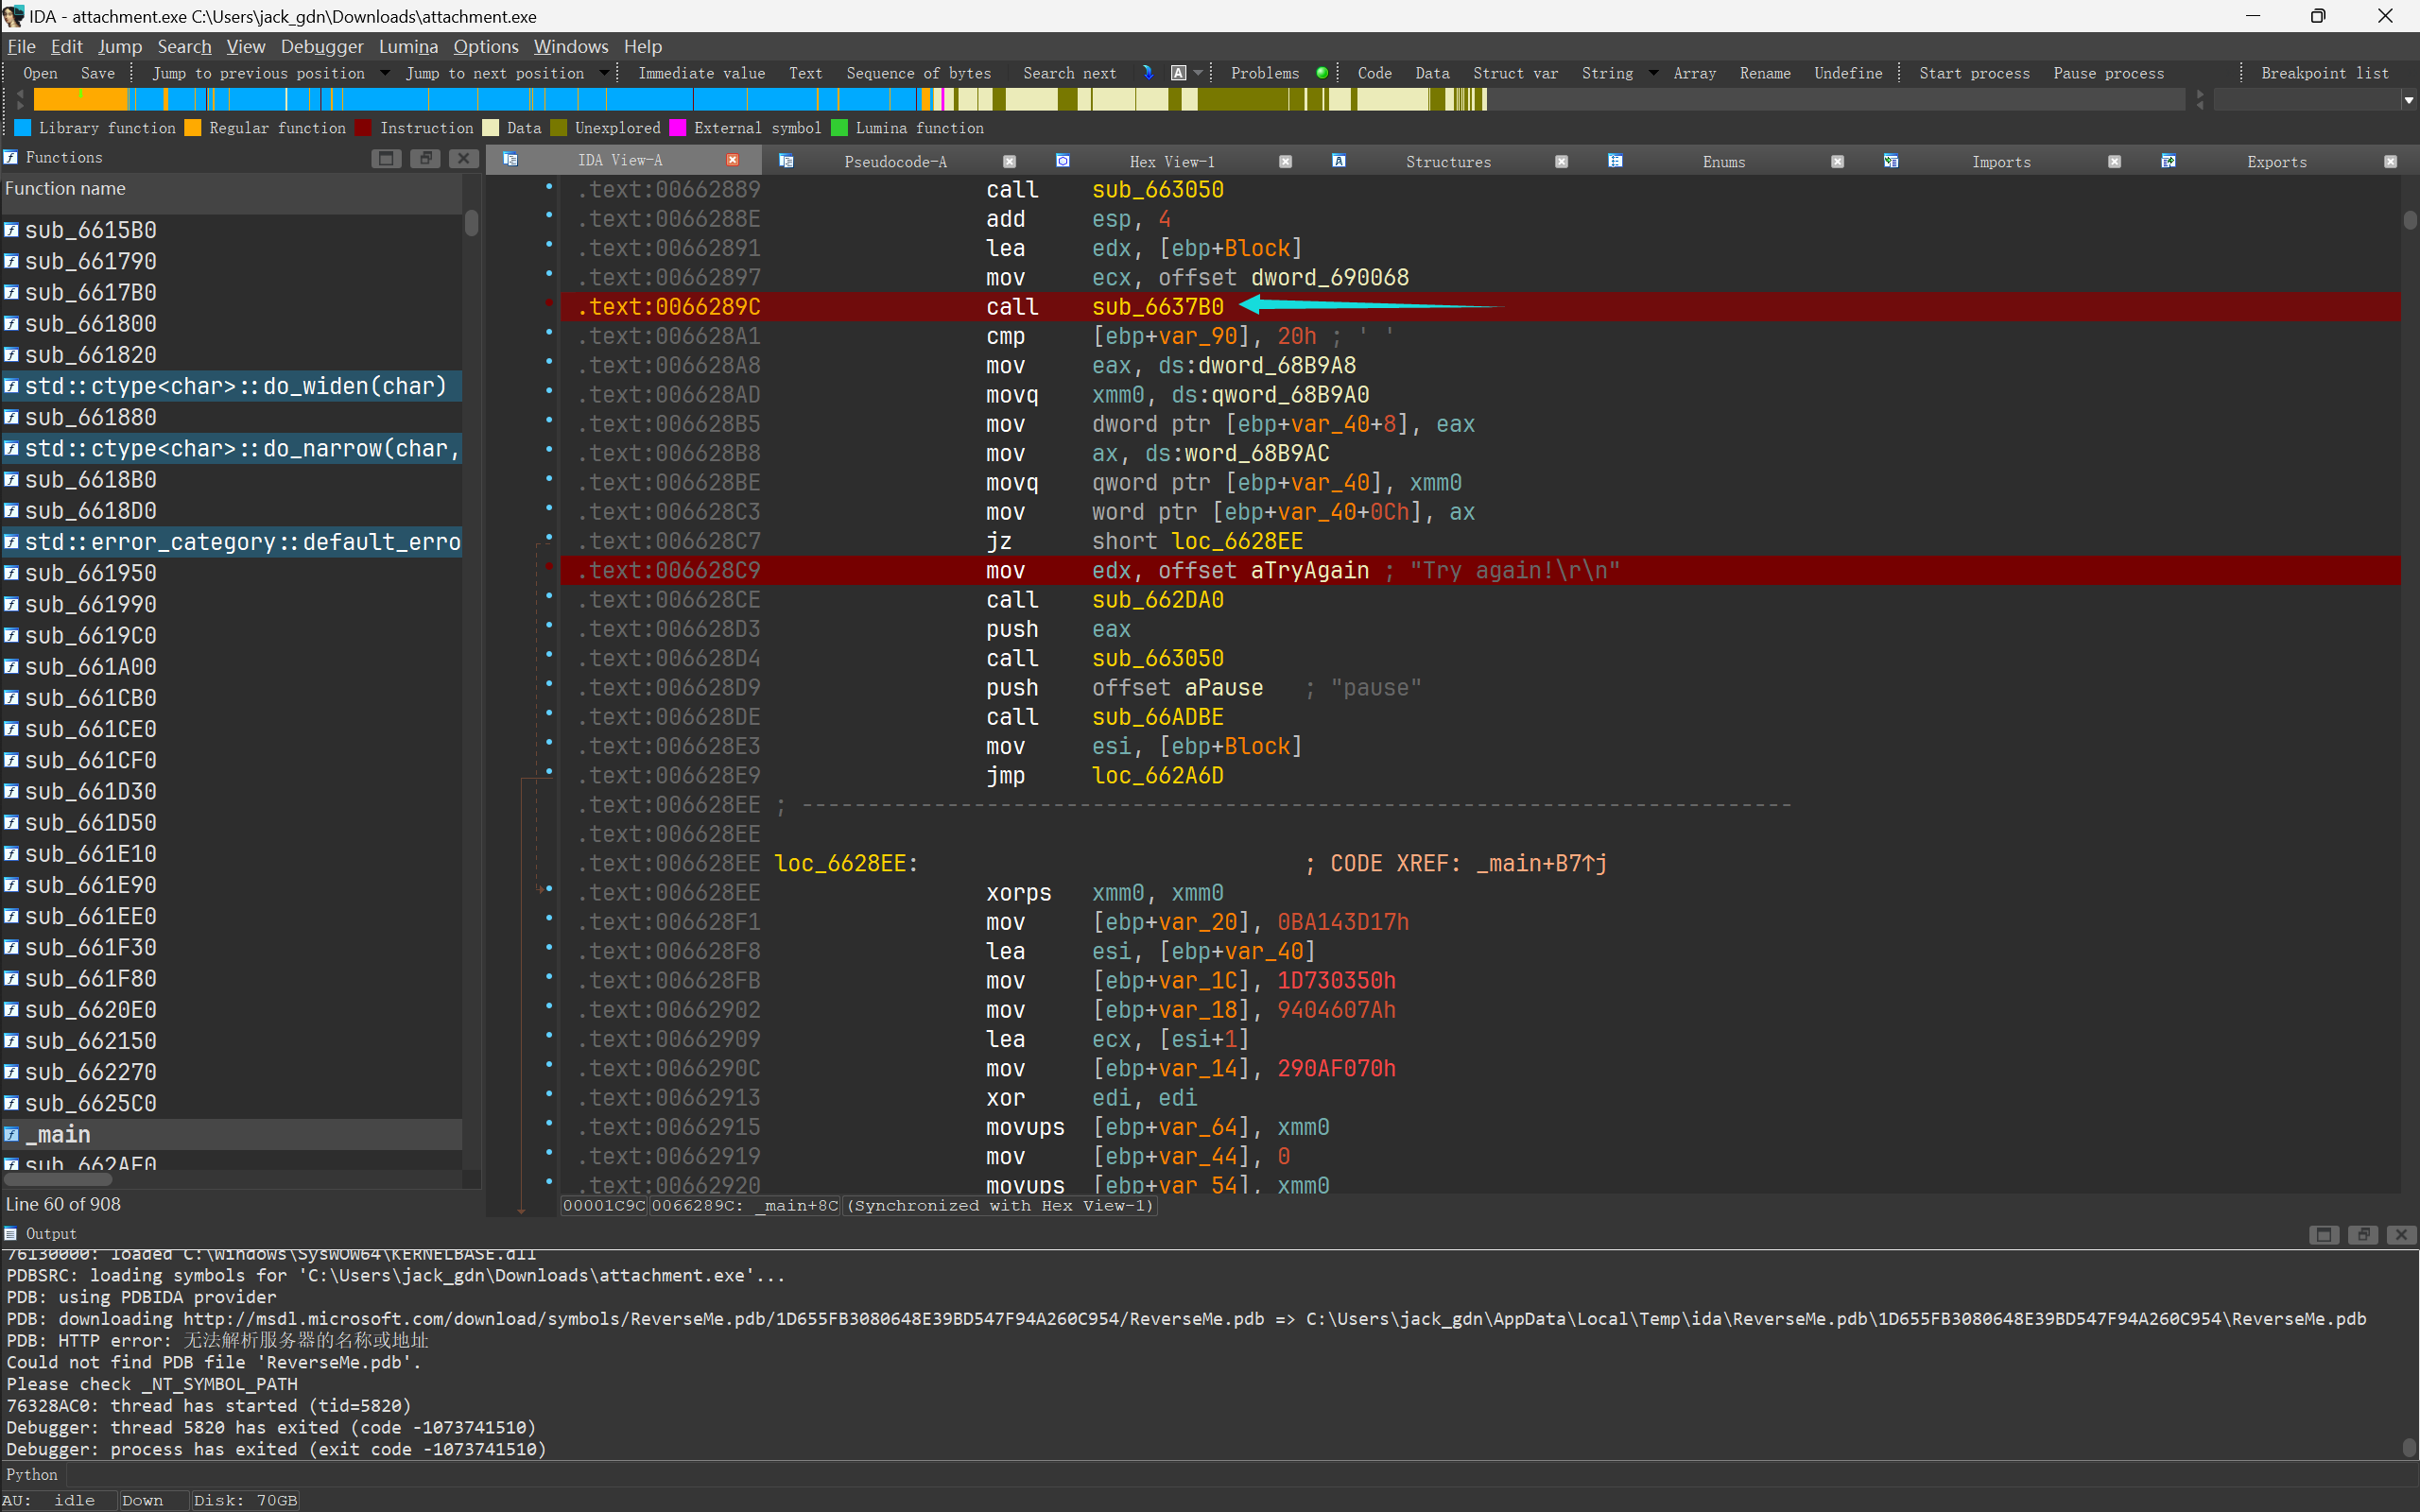 IDA - attachment.exe C:\Users\jack_gdn\Downloads\attachment.exe
File Edit Jump Search View Debugger Lumina Options Windows Help
Open Save Jump to previous position Jump to next position Immediate value Text Sequence of bytes Search next A Problems Code Data Struct var String Array Rename Undefine Start process Pause process Breakpoint list
Library function Regular function Instruction Data Unexplored External symbol Lumina function
Functions
IDA View-A Pseudocode-A Hex View-1 Structures Enums Imports Exports
Function name
sub_6615B0
sub_661790
sub_6617B0
sub_661800
sub_661820
std::ctype<char>::do_widen(char)
sub_661880
std::ctype<char>::do_narrow(char,
sub_6618B0
sub_6618D0
std::error_category::default_erro
sub_661950
sub_661990
sub_6619C0
sub_661A00
sub_661CB0
sub_661CE0
sub_661CF0
sub_661D30
sub_661D50
sub_661E10
sub_661E90
sub_661EE0
sub_661F30
sub_661F80
sub_6620E0
sub_662150
sub_662270
sub_6625C0
_main
sub_662AE0
Line 60 of 908
.text:00662889 call sub_663050
.text:0066288E add esp, 4
.text:00662891 lea edx, [ebp+Block]
.text:00662897 mov ecx, offset dword_690068
.text:0066289C call sub_6637B0
.text:006628A1 cmp [ebp+var_90], 20h ; ' '
.text:006628A8 mov eax, ds:dword_68B9A8
.text:006628AD movq xmm0, ds:qword_68B9A0
.text:006628B5 mov dword ptr [ebp+var_40+8], eax
.text:006628B8 mov ax, ds:word_68B9AC
.text:006628BE movq qword ptr [ebp+var_40], xmm0
.text:006628C3 mov word ptr [ebp+var_40+0Ch], ax
.text:006628C7 jz short loc_6628EE
.text:006628C9 mov edx, offset aTryAgain ; "Try again!\r\n"
.text:006628CE call sub_662DA0
.text:006628D3 push eax
.text:006628D4 call sub_663050
.text:006628D9 push offset aPause ; "pause"
.text:006628DE call sub_66ADBE
.text:006628E3 mov esi, [ebp+Block]
.text:006628E9 jmp loc_662A6D
.text:006628EE ; ---------------------------------------------------------------------------
.text:006628EE
.text:006628EE loc_6628EE: ; CODE XREF: _main+B7↑j
.text:006628EE xorps xmm0, xmm0
.text:006628F1 mov [ebp+var_20], 0BA143D17h
.text:006628F8 lea esi, [ebp+var_40]
.text:006628FB mov [ebp+var_1C], 1D730350h
.text:00662902 mov [ebp+var_18], 9404607Ah
.text:00662909 lea ecx, [esi+1]
.text:0066290C mov [ebp+var_14], 290AF070h
.text:00662913 xor edi, edi
.text:00662915 movups [ebp+var_64], xmm0
.text:00662919 mov [ebp+var_44], 0
.text:00662920 movups [ebp+var_54], xmm0
00001C9C 0066289C: _main+8C (Synchronized with Hex View-1)
Output
76130000: loaded C:\Windows\SysWOW64\KERNELBASE.dll
PDBSRC: loading symbols for 'C:\Users\jack_gdn\Downloads\attachment.exe'...
PDB: using PDBIDA provider
PDB: downloading http://msdl.microsoft.com/download/symbols/ReverseMe.pdb/1D655FB3080648E39BD547F94A260C954/ReverseMe.pdb => C:\Users\jack_gdn\AppData\Local\Temp\ida\ReverseMe.pdb\1D655FB3080648E39BD547F94A260C954\ReverseMe.pdb
PDB: HTTP error: 无法解析服务器的名称或地址
Could not find PDB file 'ReverseMe.pdb'.
Please check _NT_SYMBOL_PATH
76328AC0: thread has started (tid=5820)
Debugger: thread 5820 has exited (code -1073741510)
Debugger: process has exited (exit code -1073741510)
Python
AU: idle Down Disk: 70GB